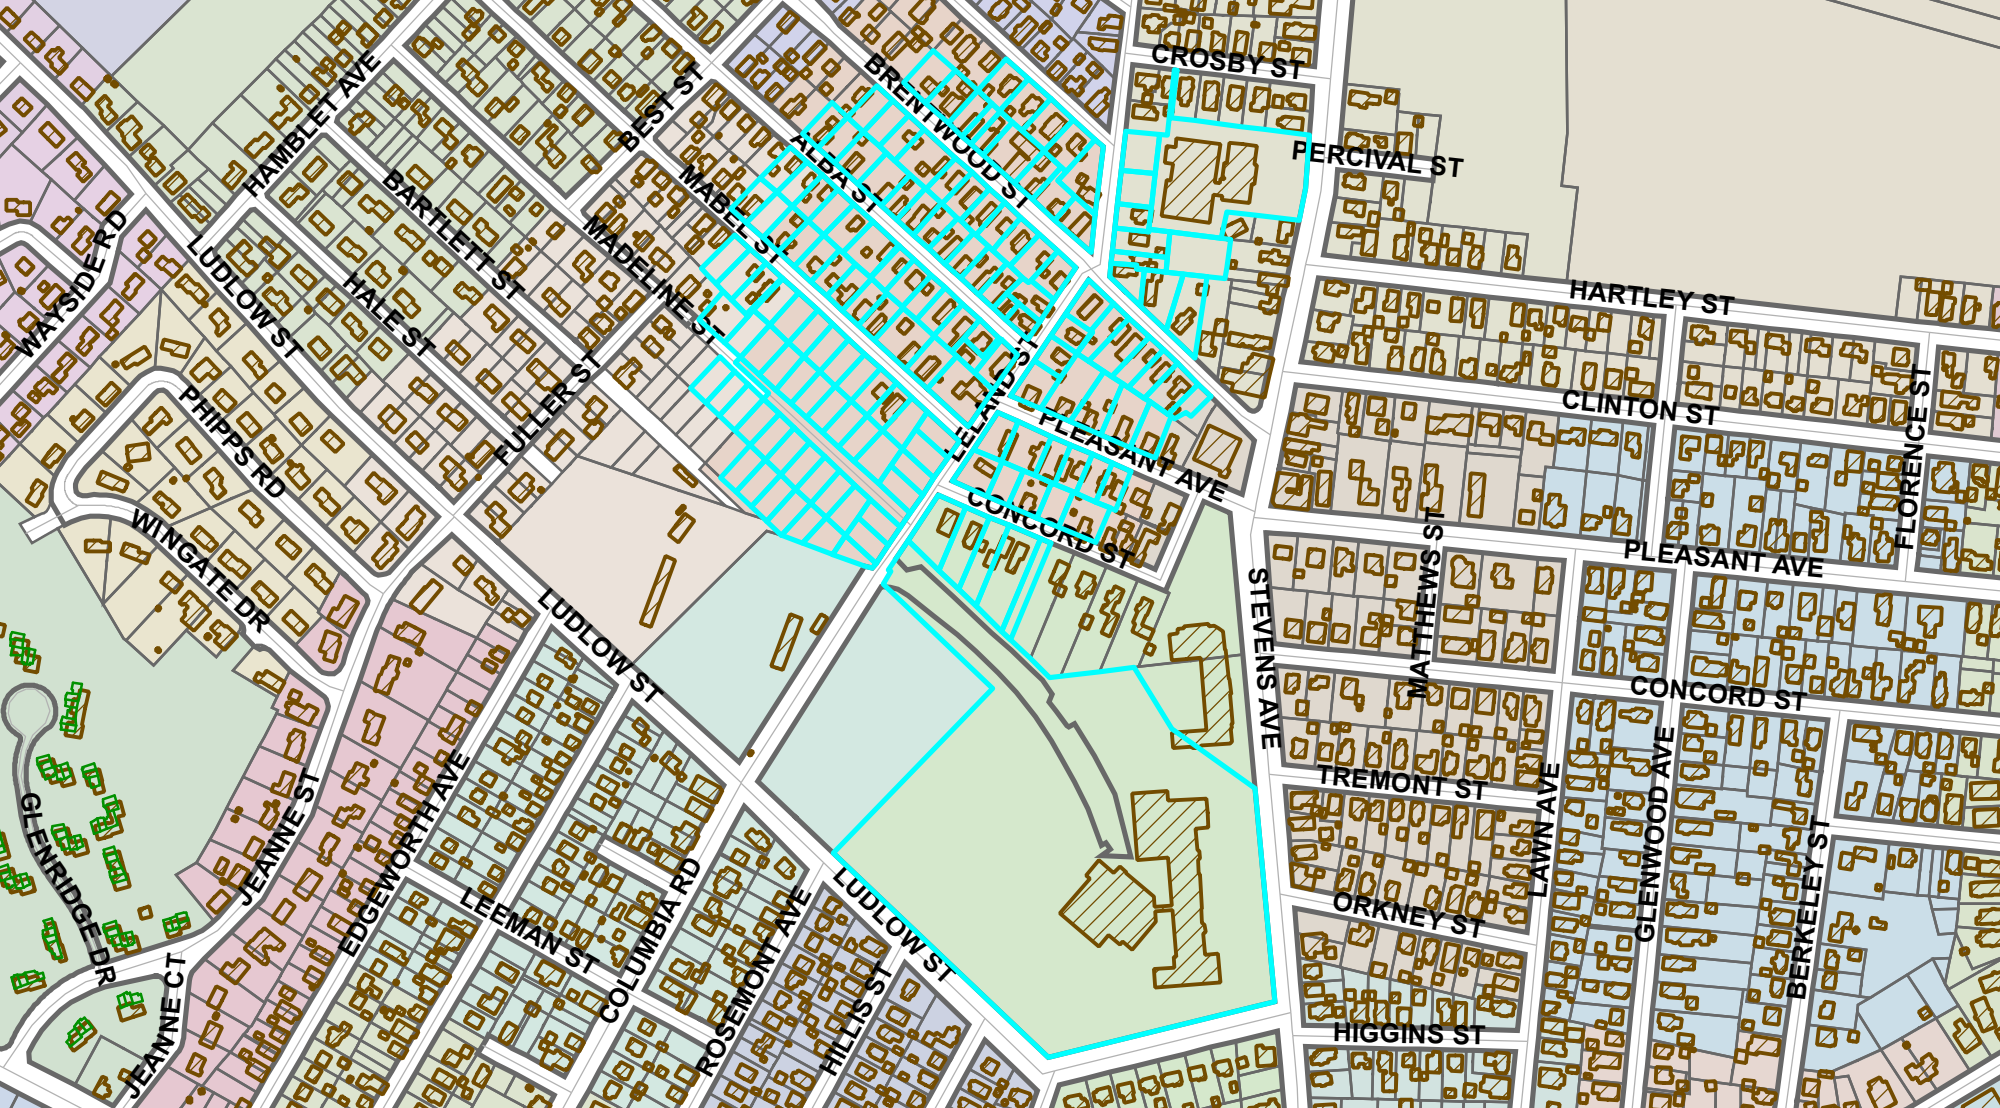 CROSBY ST
BRENTWOOD ST
HAMBLET AVE
BEST ST
PERCIVAL ST
ALBA ST
MABEL ST
BARTLETT ST
MADELINE ST
WAYSIDE RD
LUDLOW ST
HALE ST
HARTLEY ST
LELAND ST
FULLER ST
PHIPPS RD
CLINTON ST
FLORENCE ST
PLEASANT AVE
CONCORD ST
WINGATE DR
MATTHEWS ST
PLEASANT AVE
STEVENS AVE
LUDLOW ST
CONCORD ST
TREMONT ST
GLENRIDGE DR
JEANNE ST
EDGEWORTH AVE
LAWN AVE
GLENWOOD AVE
BERKELEY ST
LEEMAN ST
COLUMBIA RD
ROSEMONT AVE
LUDLOW ST
ORKNEY ST
HILLIS ST
JEANNE CT
HIGGINS ST